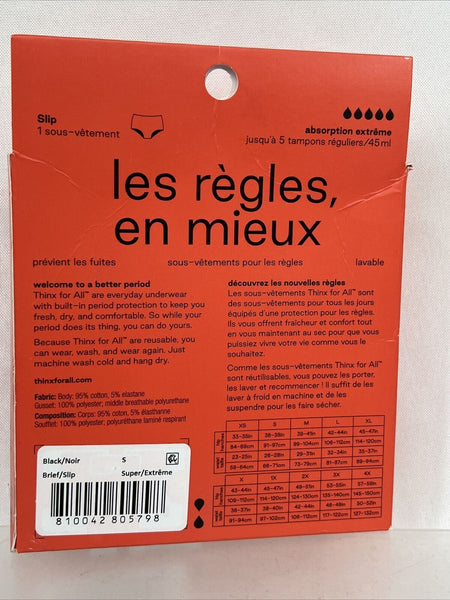 Slip
1 sous-vêtement
absorption extrême
jusqu'à 5 tampons réguliers/45ml
les règles,
en mieux
prévient les fuites
sous-vêtements pour les règles
lavable
welcome to a better period
Thinx for All™ are everyday underwear
with built-in period protection to keep you
fresh, dry, and comfortable. So while your
period does its thing, you can do yours.
Because Thinx for All™ are reusable, you
can wear, wash, and wear again. Just
machine wash cold and hang dry.
thinxforall.com
Fabric: Body: 95% cotton, 5% elastane
Gusset: 100% polyester; middle breathable polyurethane
Composition: Corps: 95% coton, 5% élasthanne
Soufflet: 100% polyester; polyuretane laminé respirant
découvrez les nouvelles règles
Les sous-vêtements Thinx for All™ sont
des sous-vêtements pour tous les jours
équipés d'une protection pour les règles.
Ils vous offrent fraîcheur et confort tout
en vous maintenant au sec pour que vous
puissiez vivre votre vie comme vous le
souhaitez.
Comme les sous-vêtements Thinx for All™
sont réutilisables, vous pouvez les porter,
les laver et recommencer ! Il suffit de les
laver à froid en machine et de les
suspendre pour les faire sécher.
Black/Noir S
Brief/Slip Super/Extrême
810042 805798
XS S M L XL